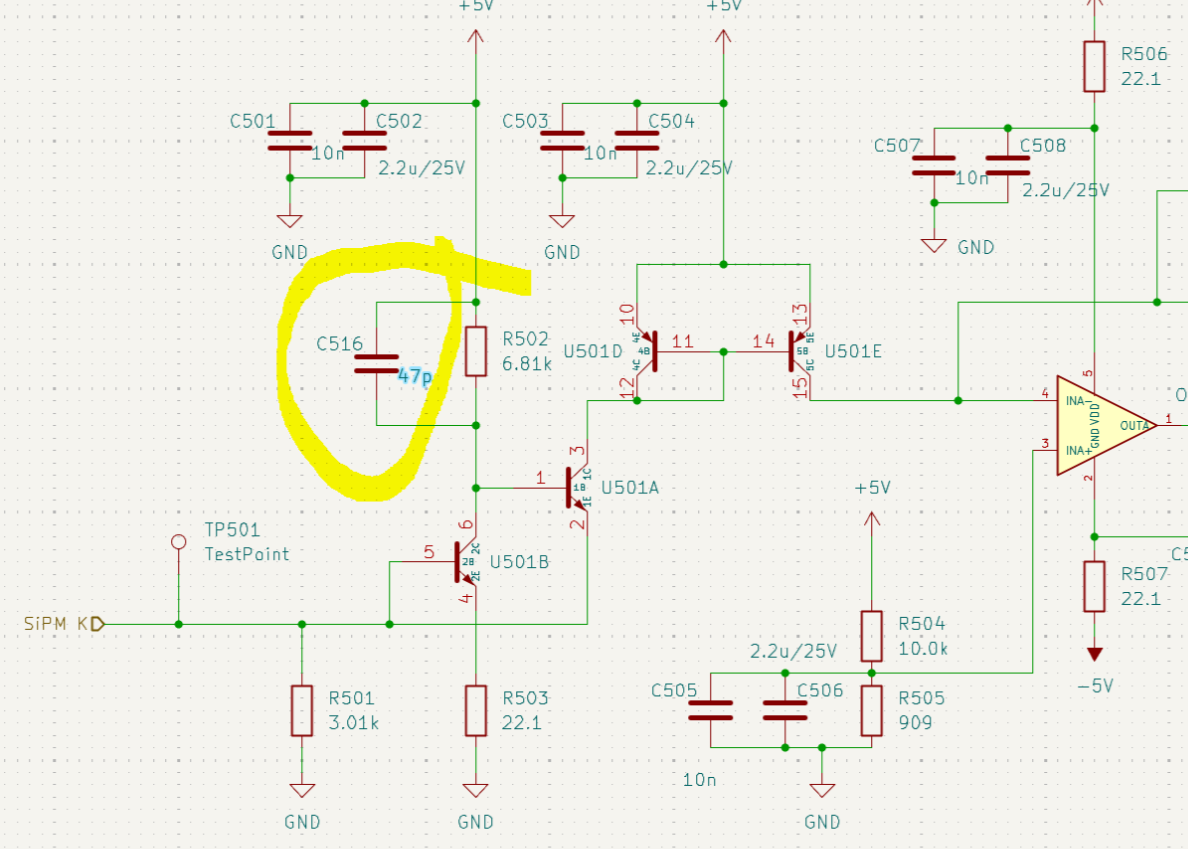 +5V
+5V
R506
22.1
C501
C502
10n
2.2u/25V
C503
C504
10n
2.2u/25V
C507
C508
10n
2.2u/25V
GND
GND
GND
C516
47p
R502
6.81k
10
4E
4B
4C
12
11
U501D
14
13
5E
5B
5C
15
U501E
5
4
INA-
VDD
GND
OUTA
1
3
INA+
2
3
1C
1
1B
1E
2
U501A
+5V
TP501
TestPoint
6
2C
5
2B
2E
4
U501B
SiPM K
R507
22.1
R504
10.0k
2.2u/25V
C505
C506
R505
909
-5V
R501
3.01k
R503
22.1
10n
GND
GND
GND